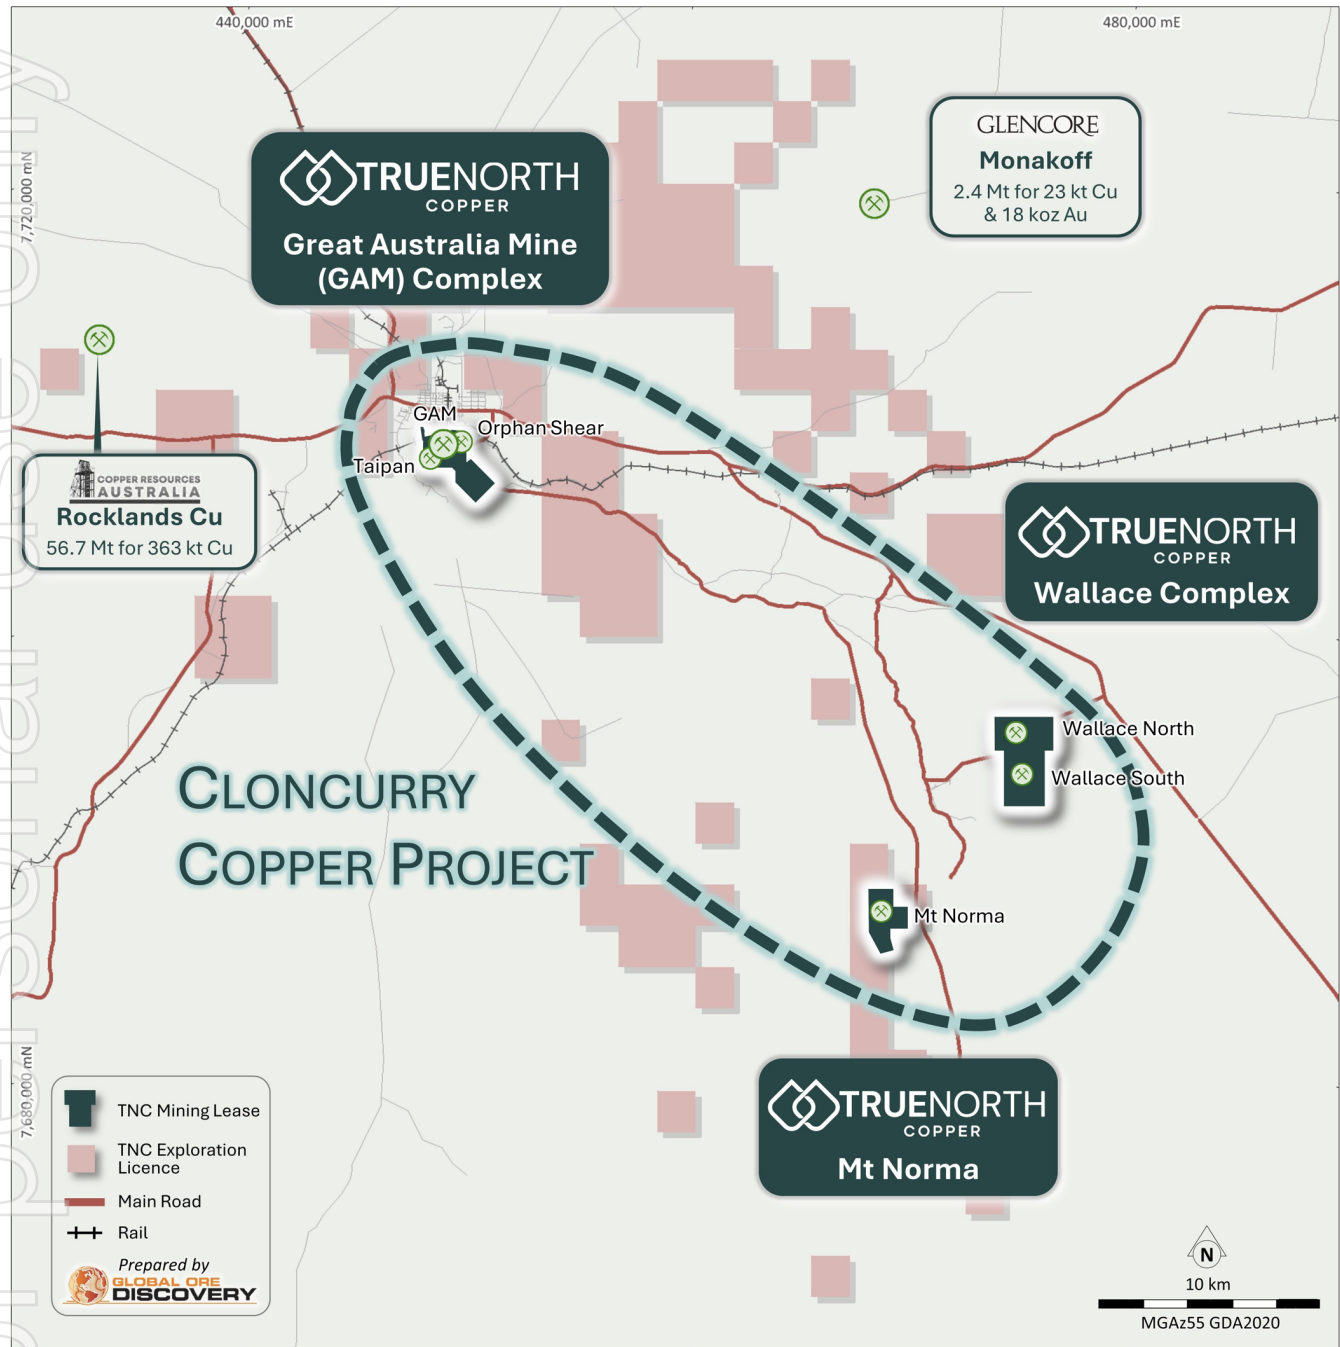 440,000 mE
480,000 mE
7,720,000 mN
7,680,000 mN
TRUENORTH
COPPER
Great Australia Mine
(GAM) Complex
GLENCORE
Monakoff
2.4 Mt for 23 kt Cu
& 18 koz Au
GAM
Orphan Shear
Taipan
COPPER RESOURCES
AUSTRALIA
Rocklands Cu
56.7 Mt for 363 kt Cu
TRUENORTH
COPPER
Wallace Complex
Wallace North
Wallace South
CLONCURRY
COPPER PROJECT
Mt Norma
TRUENORTH
COPPER
Mt Norma
TNC Mining Lease
TNC Exploration
Licence
Main Road
Rail
Prepared by
GLOBAL ORE
DISCOVERY
N
10 km
MGAz55 GDA2020